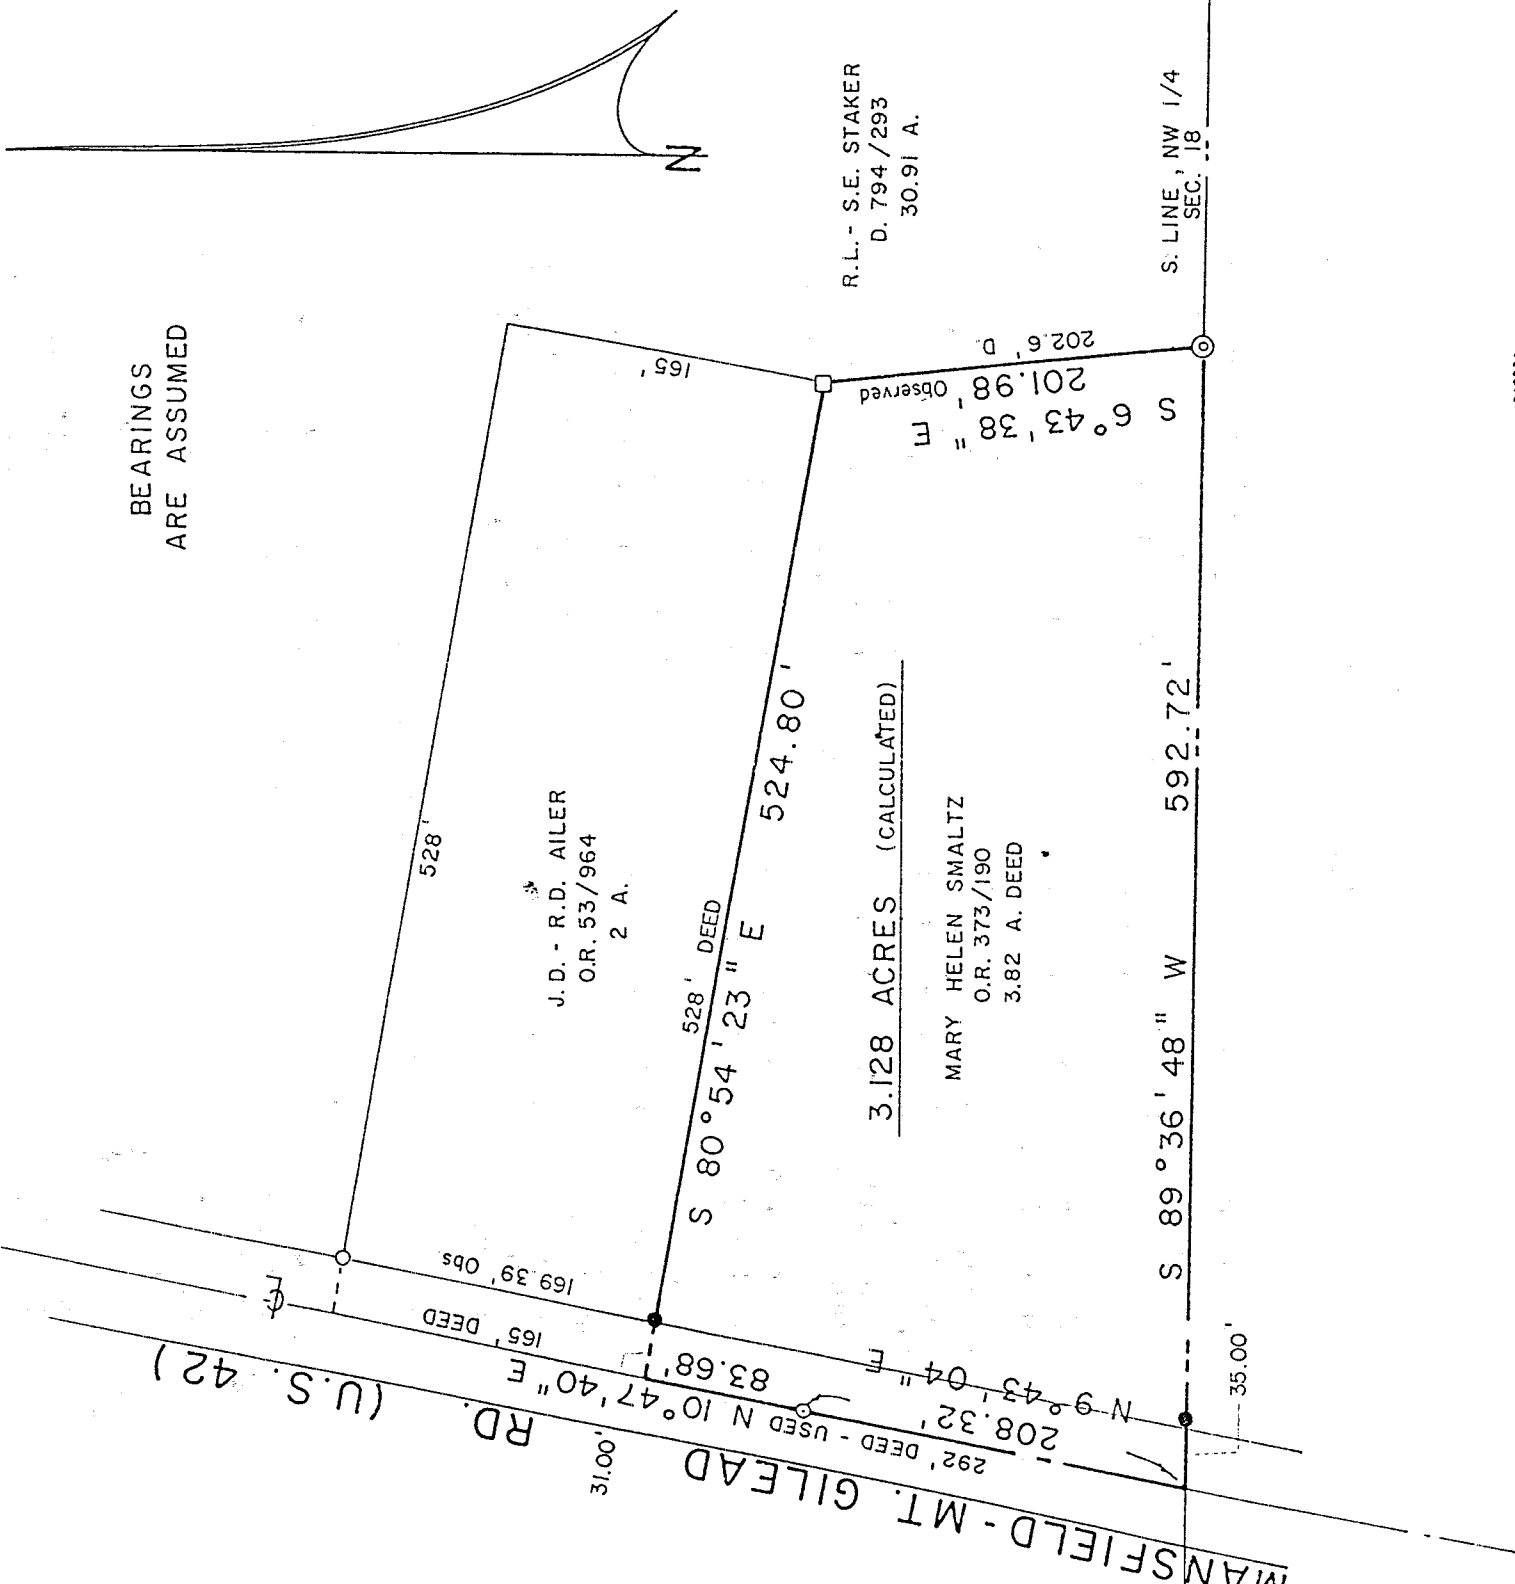 N
BEARINGS
ARE ASSUMED
R.L. - S.E. STAKER
D. 794/293
30.91 A.
S. LINE, NW 1/4
SEC. 18
528'
165'
J.D. - R.D. AILER
O.R. 53/964
2 A.
528' DEED
S 80°54'23" E 524.80'
202.6' D.
201.98' Observed
S 6°43'38" E
3.128 ACRES (CALCULATED)
MARY HELEN SMALTZ
O.R. 373/190
3.82 A. DEED
S 89°36'48" W 592.72'
169.39' Obs
165' DEED
℄
83.68'
N 9°43'04" E
208.32'
292' DEED - USED N 10°47'40" E
31.00'
35.00'
MANSFIELD - MT. GILEAD RD. (U.S. 42)